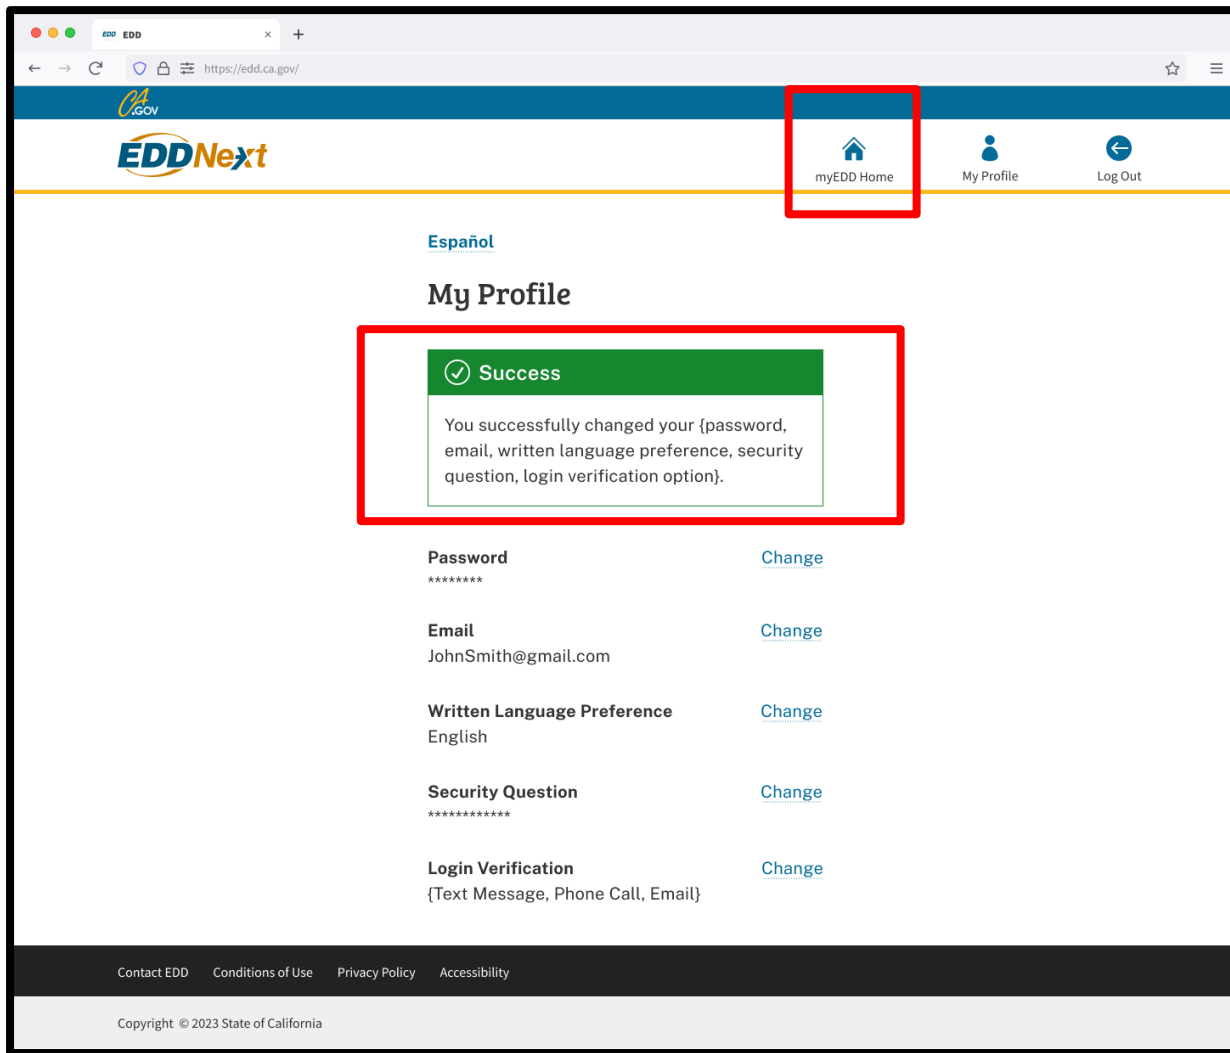 EDD EDD
https://edd.ca.gov/
CA.GOV
EDDNext
myEDD Home
My Profile
Log Out
Español
My Profile
Success
You successfully changed your {password,
email, written language preference, security
question, login verification option}.
Password Change
********
Email Change
JohnSmith@gmail.com
Written Language Preference Change
English
Security Question Change
************
Login Verification Change
{Text Message, Phone Call, Email}
Contact EDD Conditions of Use Privacy Policy Accessibility
Copyright © 2023 State of California